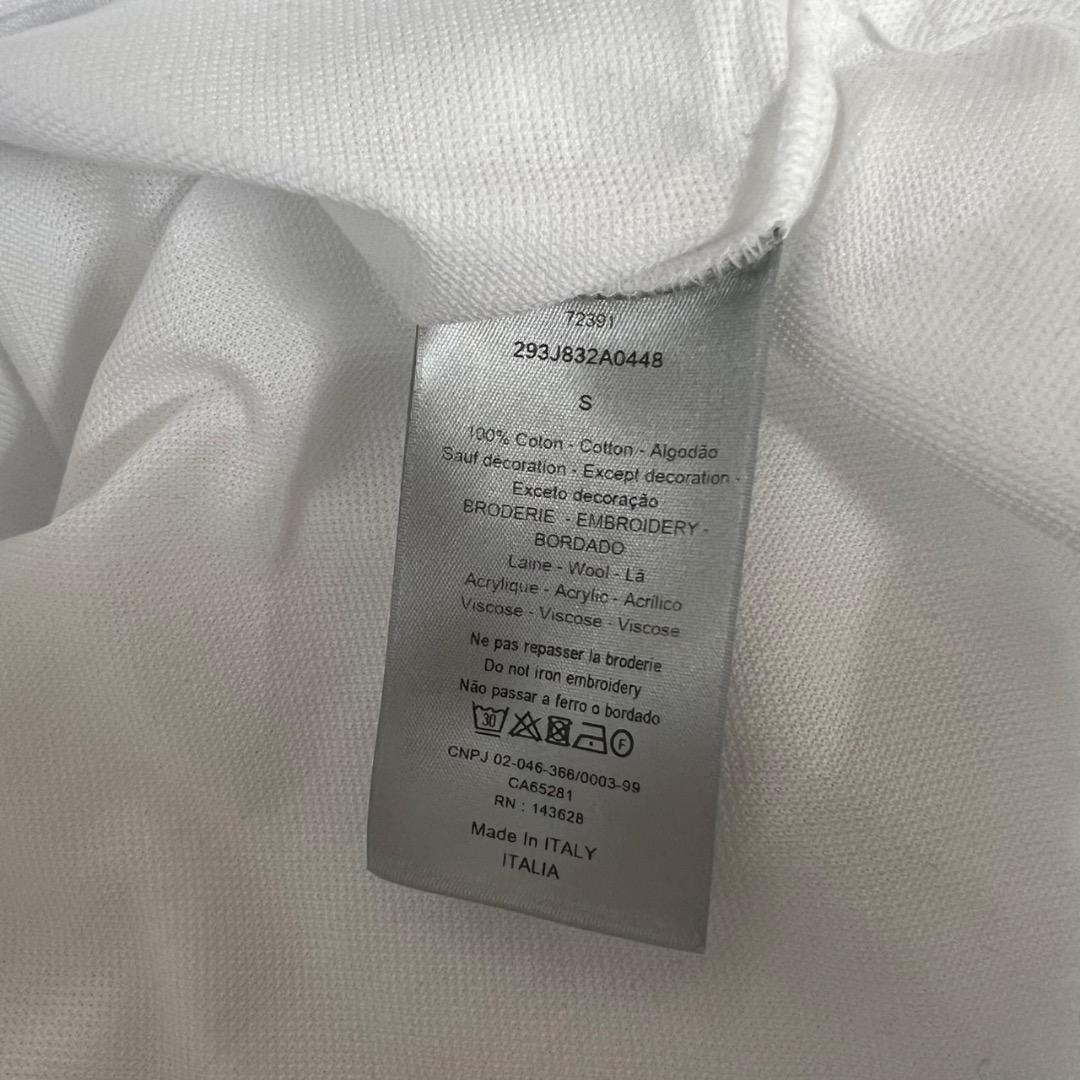 72391
293J832A0448
S
100% Coton - Cotton - Algodão
Sauf décoration - Except decoration -
Exceto decoração
BRODERIE - EMBROIDERY -
BORDADO
Laine - Wool - Lã
Acrylique - Acrylic - Acrílico
Viscose - Viscose - Viscose
Ne pas repasser la broderie
Do not iron embroidery
Não passar a ferro o bordado
30 F
CNPJ 02-046-366/0003-99
CA65281
RN : 143628
Made In ITALY
ITALIA